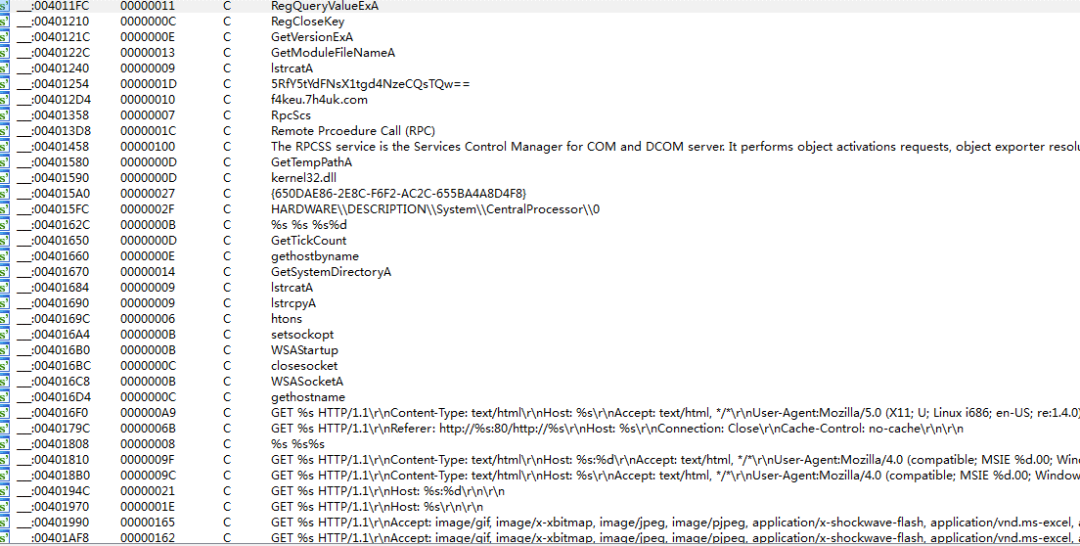 s' __:004011FC 00000011 C RegQueryValueExA
s' __:00401210 0000000C C RegCloseKey
s' __:0040121C 0000000E C GetVersionExA
s' __:0040122C 00000013 C GetModuleFileNameA
s' __:00401240 00000009 C lstrcatA
s' __:00401254 0000001D C 5RfY5tYdFNsX1tgd4NzeCQsTQw==
s' __:004012D4 00000010 C f4keu.7h4uk.com
s' __:00401358 00000007 C RpcScs
s' __:004013D8 0000001C C Remote Prcoedure Call (RPC)
s' __:00401458 00000100 C The RPCSS service is the Services Control Manager for COM and DCOM server. It performs object activations requests, object exporter resolu
s' __:00401580 0000000D C GetTempPathA
s' __:00401590 0000000D C kernel32.dll
s' __:004015A0 00000027 C {650DAE86-2E8C-F6F2-AC2C-655BA4A8D4F8}
s' __:004015FC 0000002F C HARDWARE\\DESCRIPTION\\System\\CentralProcessor\\0
s' __:0040162C 0000000B C %s %s %s%d
s' __:00401650 0000000D C GetTickCount
s' __:00401660 0000000E C gethostbyname
s' __:00401670 00000014 C GetSystemDirectoryA
s' __:00401684 00000009 C lstrcatA
s' __:00401690 00000009 C lstrcpyA
s' __:0040169C 00000006 C htons
s' __:004016A4 0000000B C setsockopt
s' __:004016B0 0000000B C WSAStartup
s' __:004016BC 0000000C C closesocket
s' __:004016C8 0000000B C WSASocketA
s' __:004016D4 0000000C C gethostname
s' __:004016F0 000000A9 C GET %s HTTP/1.1\r\nContent-Type: text/html\r\nHost: %s\r\nAccept: text/html, */*\r\nUser-Agent:Mozilla/5.0 (X11; U; Linux i686; en-US; re:1.4.0)
s' __:0040179C 0000006B C GET %s HTTP/1.1\r\nReferer: http://%s:80/http://%s\r\nHost: %s\r\nConnection: Close\r\nCache-Control: no-cache\r\n\r\n
s' __:00401808 00000008 C %s %s%s
s' __:00401810 0000009F C GET %s HTTP/1.1\r\nContent-Type: text/html\r\nHost: %s:%d\r\nAccept: text/html, */*\r\nUser-Agent:Mozilla/4.0 (compatible; MSIE %d.00; Win
s' __:004018B0 0000009C C GET %s HTTP/1.1\r\nContent-Type: text/html\r\nHost: %s\r\nAccept: text/html, */*\r\nUser-Agent:Mozilla/4.0 (compatible; MSIE %d.00; Window
s' __:0040194C 00000021 C GET %s HTTP/1.1\r\nHost: %s:%d\r\n\r\n
s' __:00401970 0000001E C GET %s HTTP/1.1\r\nHost: %s\r\n\r\n
s' __:00401990 00000165 C GET %s HTTP/1.1\r\nAccept: image/gif, image/x-xbitmap, image/jpeg, image/pjpeg, application/x-shockwave-flash, application/vnd.ms-excel, a
s' __:00401AF8 00000162 C GET %s HTTP/1.1\r\nAccept: image/gif, image/x-xbitmap, image/jpeg, image/pjpeg, application/x-shockwave-flash, application/vnd.ms-excel, a